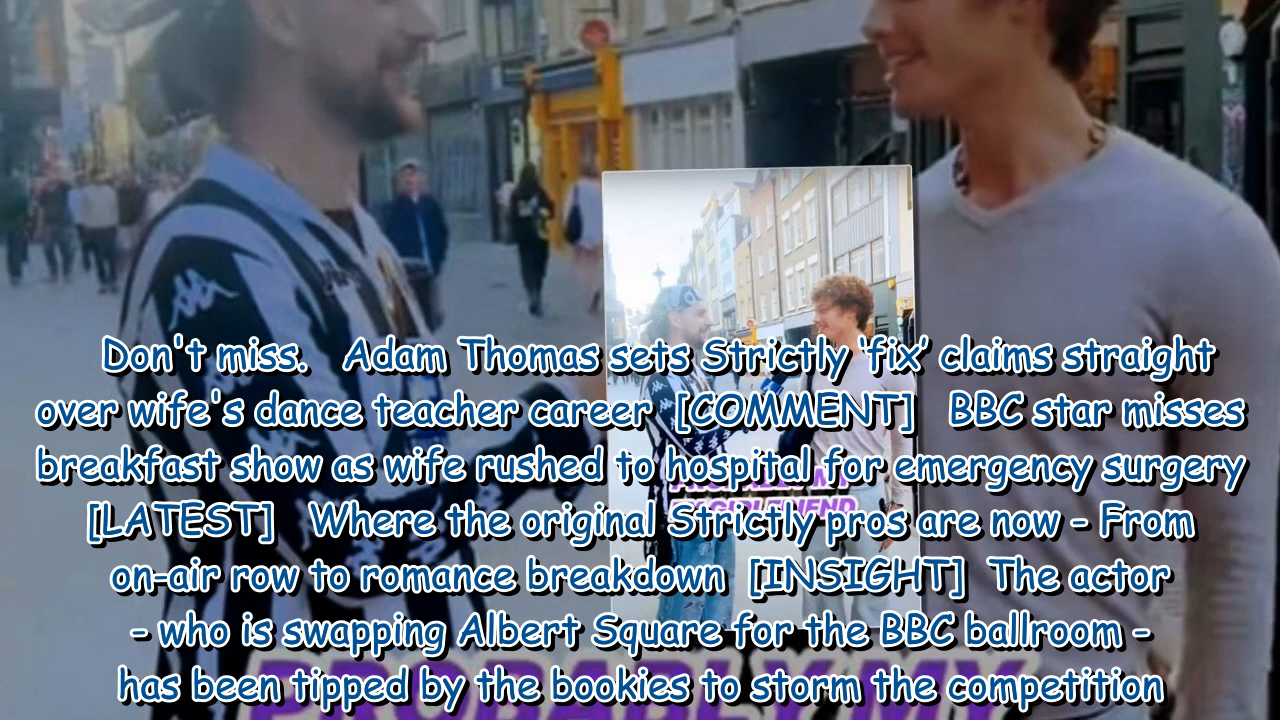 Don't miss. Adam Thomas sets Strictly ‘fix’ claims straight
over wife's dance teacher career [COMMENT] BBC star misses
breakfast show as wife rushed to hospital for emergency surgery
[LATEST] Where the original Strictly pros are now - From
on-air row to romance breakdown [INSIGHT] The actor
- who is swapping Albert Square for the BBC ballroom -
has been tipped by the bookies to storm the competition
PROBABLY MY